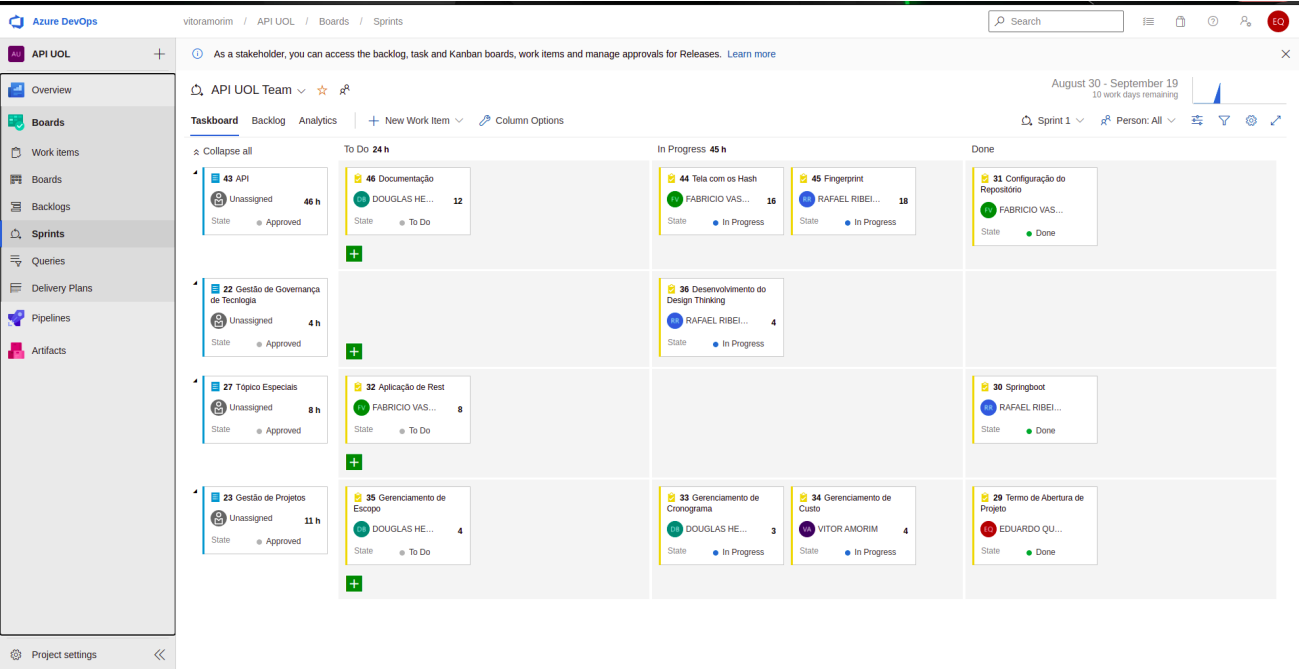 Azure DevOps
vitoramorim / API UOL / Boards / Sprints
Search
EQ
AU API UOL
As a stakeholder, you can access the backlog, task and Kanban boards, work items and manage approvals for Releases. Learn more
Overview
Boards
Work items
Boards
Backlogs
Sprints
Queries
Delivery Plans
Pipelines
Artifacts
Project settings
API UOL Team
August 30 - September 19
10 work days remaining
Taskboard Backlog Analytics New Work Item Column Options
Sprint 1 Person: All
Collapse all
To Do 24 h
In Progress 45 h
Done
43 API
Unassigned 46 h
State Approved
46 Documentação
DB DOUGLAS HE... 12
State To Do
44 Tela com os Hash
FV FABRICIO VAS... 16
State In Progress
45 Fingerprint
RR RAFAEL RIBEI... 18
State In Progress
31 Configuração do
Repositório
FV FABRICIO VAS...
State Done
22 Gestão de Governança
de Tecnlogia
Unassigned 4 h
State Approved
36 Desenvolvimento do
Design Thinking
RR RAFAEL RIBEI... 4
State In Progress
27 Tópico Especiais
Unassigned 8 h
State Approved
32 Aplicação de Rest
FV FABRICIO VAS... 8
State To Do
30 Springboot
RR RAFAEL RIBEI...
State Done
23 Gestão de Projetos
Unassigned 11 h
State Approved
35 Gerenciamento de
Escopo
DB DOUGLAS HE... 4
State To Do
33 Gerenciamento de
Cronograma
DB DOUGLAS HE... 3
State In Progress
34 Gerenciamento de
Custo
VA VITOR AMORIM 4
State In Progress
29 Termo de Abertura de
Projeto
EQ EDUARDO QU...
State Done